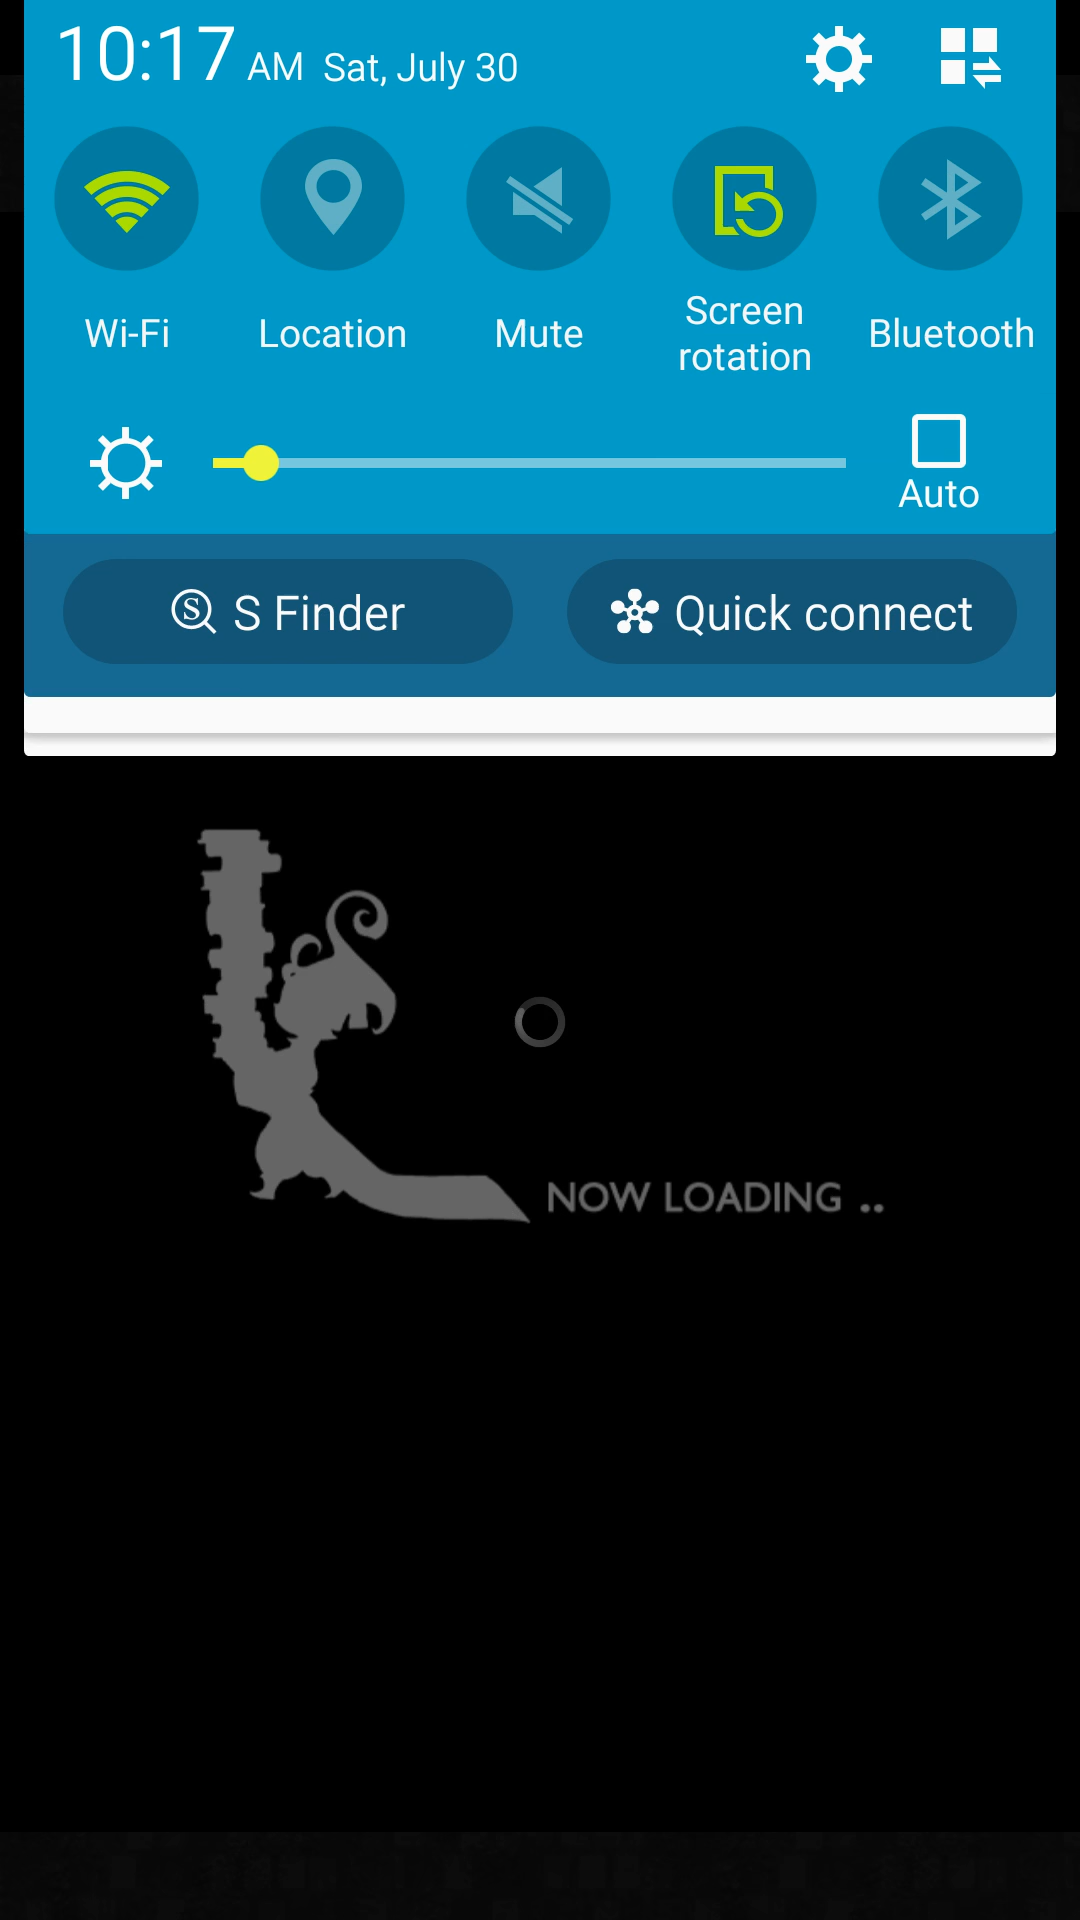 10:17 AM Sat, July 30
Wi-Fi Location Mute Screen rotation Bluetooth
Auto
S Finder Quick connect
NOW LOADING ..